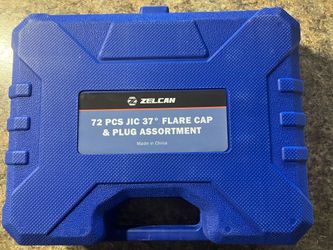 ZELCAN
72 PCS JIC 37° FLARE CAP
& PLUG ASSORTMENT
Made in China